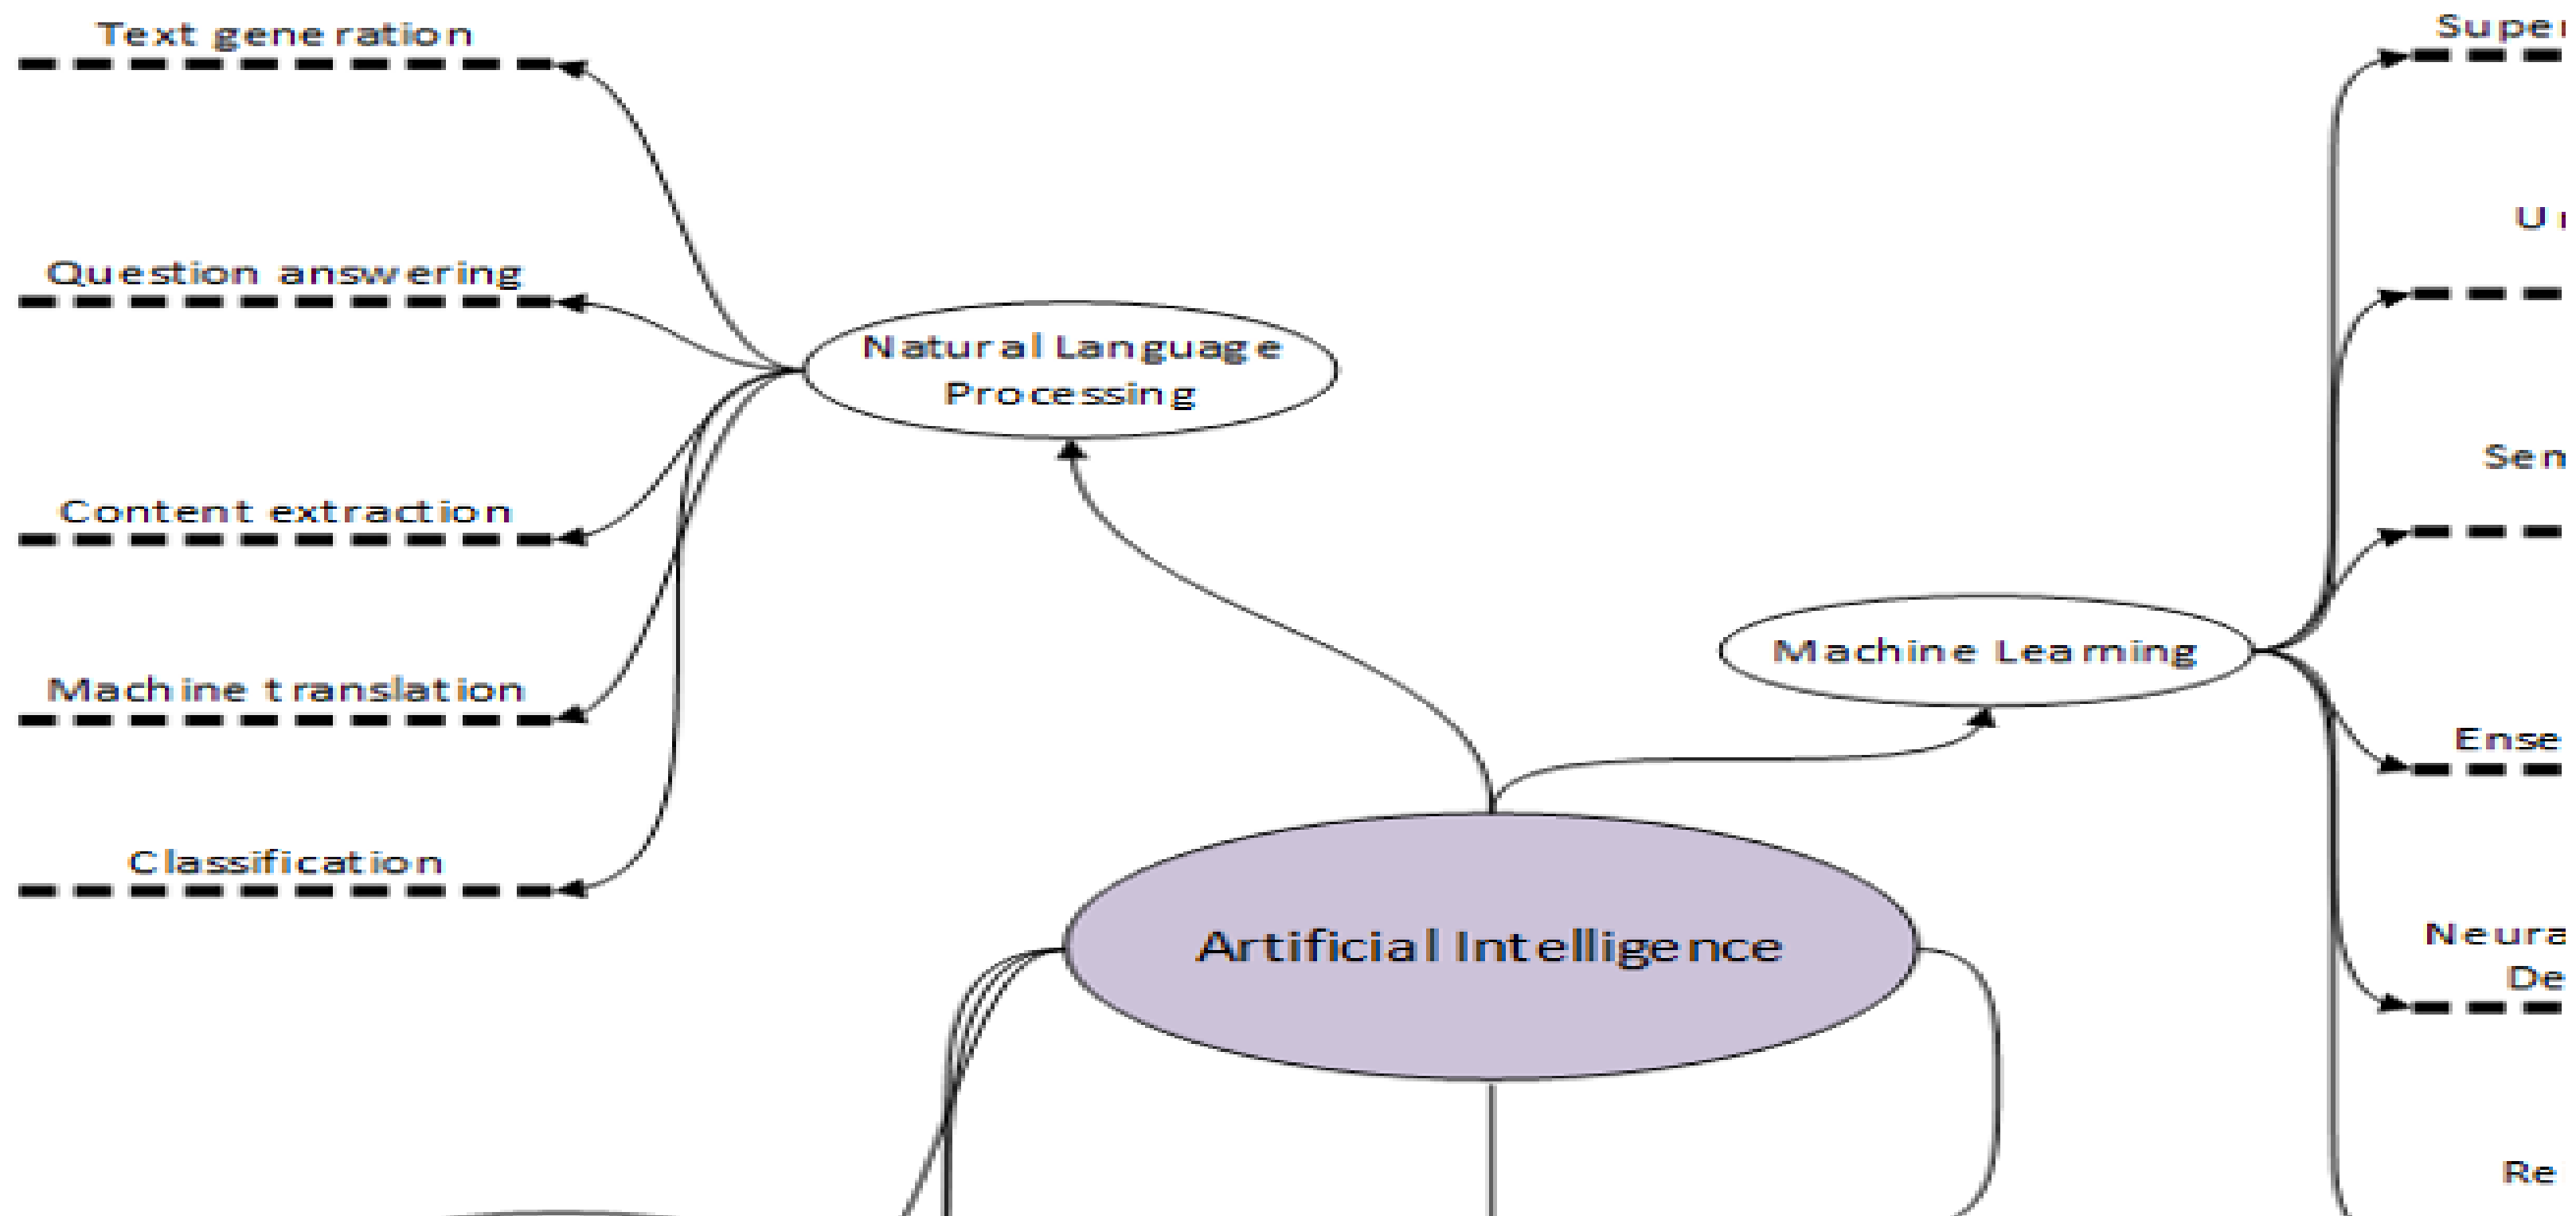 Text generation
Question answering
Content extraction
Machine translation
Classification
Natural Language
Processing
Machine Learning
Artificial Intelligence